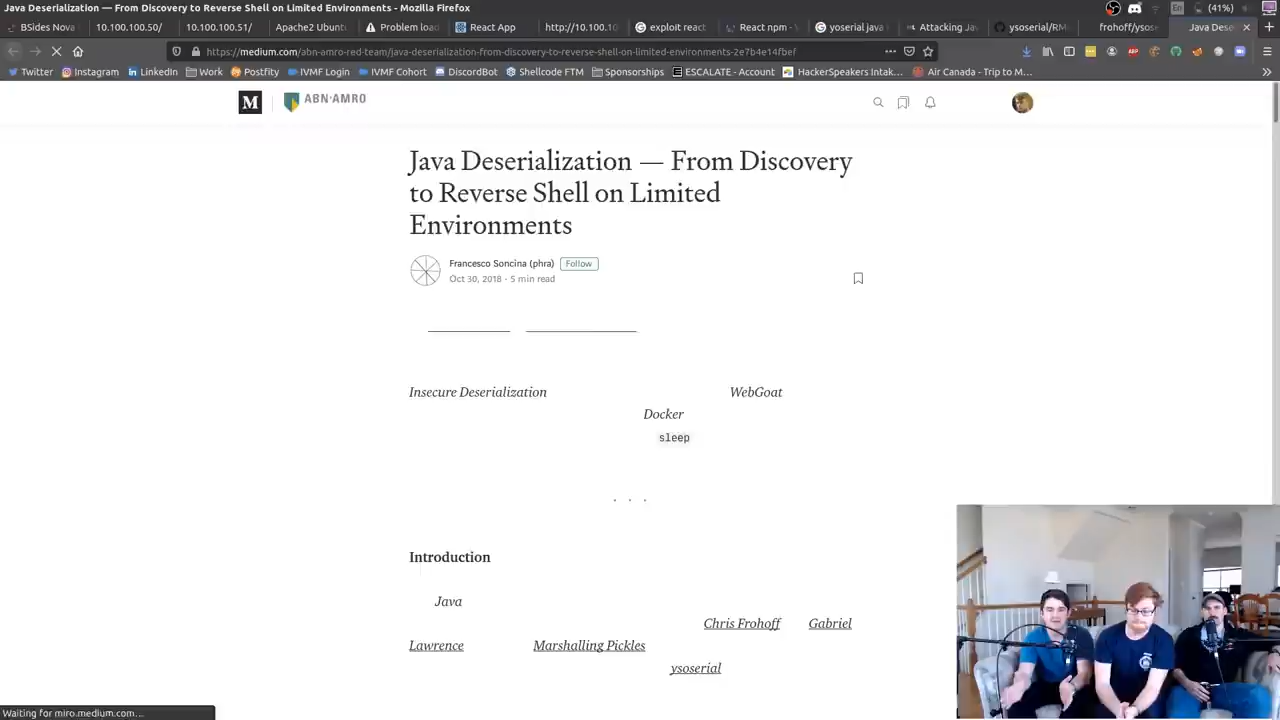 Java Deserialization — From Discovery to Reverse Shell on Limited Environments - Mozilla Firefox
(41%)
BSides Nova
10.100.100.50/
10.100.100.51/
Apache2 Ubunt
Problem load
React App
http://10.100.10
exploit react
React npm -
yoserial java
Attacking Jav
ysoserial/RM
frohoff/ysose
Java Dese
https://medium.com/abn-amro-red-team/java-deserialization-from-discovery-to-reverse-shell-on-limited-environments-2e7b4e14fbef
Twitter
Instagram
LinkedIn
Work
Postfity
IVMF Login
IVMF Cohort
DiscordBot
Shellcode FTM
Sponsorships
ESCALATE - Account
HackerSpeakers Intak...
Air Canada - Trip to M...
M
ABN·AMRO
Java Deserialization — From Discovery
to Reverse Shell on Limited
Environments
Francesco Soncina (phra)
Follow
Oct 30, 2018 · 5 min read
Insecure Deserialization
WebGoat
Docker
sleep
. . .
Introduction
Java
Chris Frohoff
Gabriel
Lawrence
Marshalling Pickles
ysoserial
Waiting for miro.medium.com...